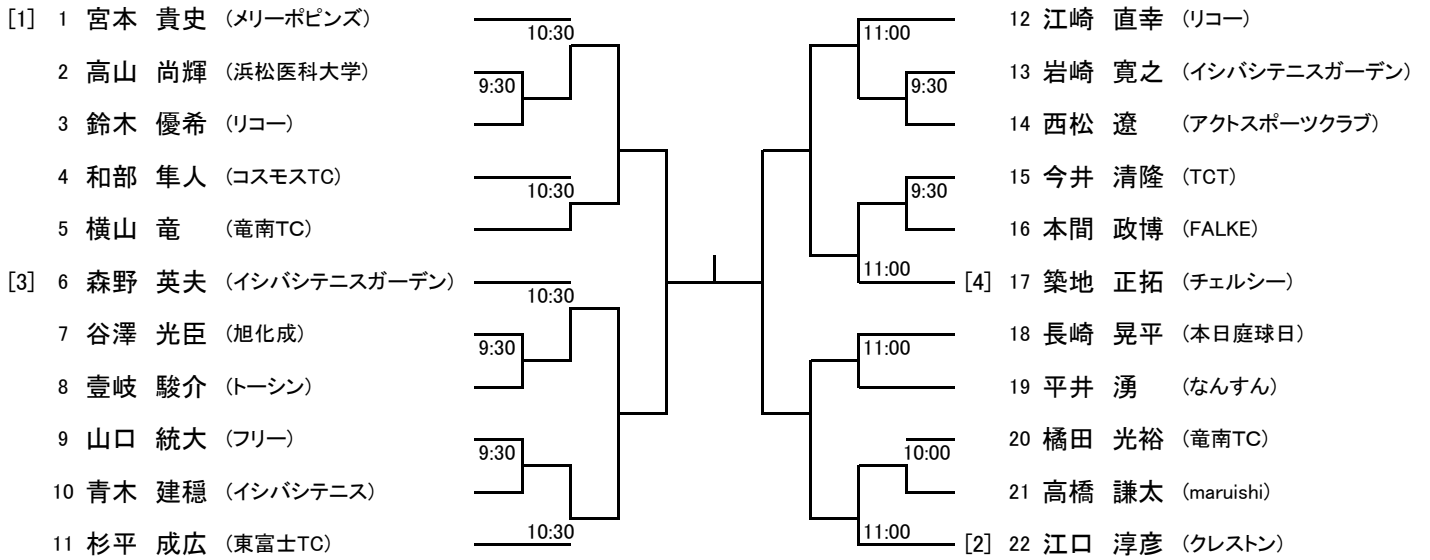 [1] 1 宮本 貴史 (メリーポピンズ)
10:30
2 高山 尚輝 (浜松医科大学)
9:30
3 鈴木 優希 (リコー)
4 和部 隼人 (コスモスTC)
10:30
5 横山 竜 (竜南TC)
[3] 6 森野 英夫 (イシバシテニスガーデン)
10:30
7 谷澤 光臣 (旭化成)
9:30
8 壹岐 駿介 (トーシン)
9 山口 統大 (フリー)
9:30
10 青木 建穏 (イシバシテニス)
11 杉平 成広 (東富士TC)
10:30
12 江崎 直幸 (リコー)
11:00
13 岩崎 寛之 (イシバシテニスガーデン)
9:30
14 西松 遼 (アクトスポーツクラブ)
15 今井 清隆 (TCT)
9:30
16 本間 政博 (FALKE)
11:00
[4] 17 築地 正拓 (チェルシー)
18 長崎 晃平 (本日庭球日)
11:00
19 平井 湧 (なんすん)
20 橘田 光裕 (竜南TC)
10:00
21 高橋 謙太 (maruishi)
11:00
[2] 22 江口 淳彦 (クレストン)